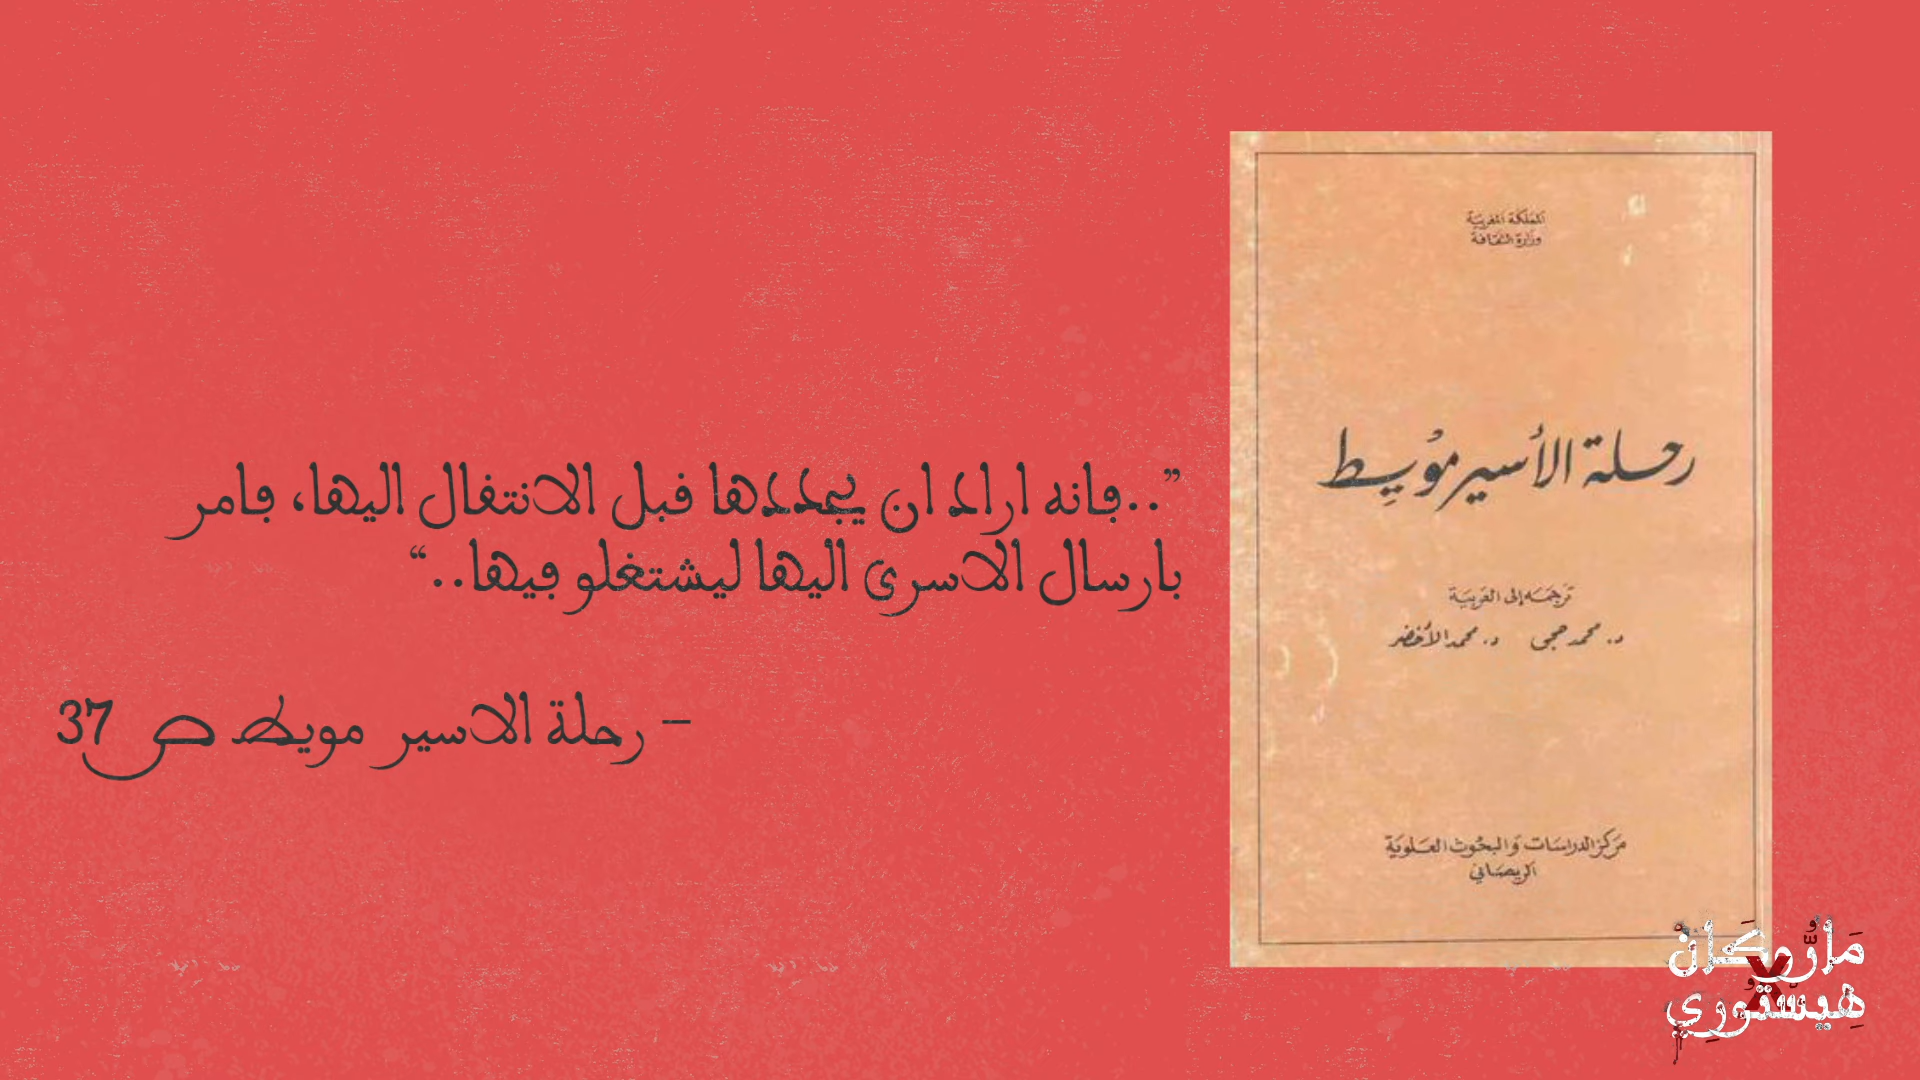 ”..فانه اراد ان يجددها قبل الانتقال اليها، فامر
بارسال الاسرى اليها ليشتغلو فيها..“
– رحلة الاسير مويط ص 37
المملكة المغربية
وزارة الثقافة
رحلة الأسير مويط
ترجمه إلى العربية
د. محمد حجي د. محمد الأخضر
مركز الدراسات والبحوث العلوية
الريصاني
ماروكان
هيستوري
X